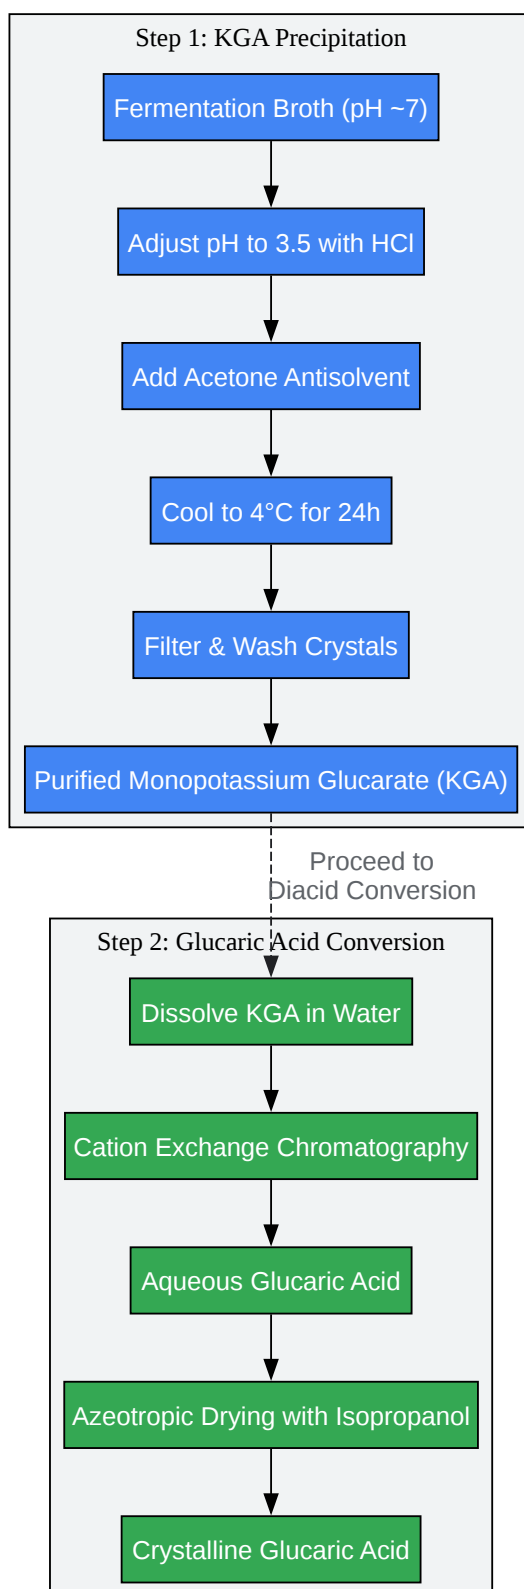 Step 1: KGA Precipitation
Fermentation Broth (pH ~7)
Adjust pH to 3.5 with HCl
Add Acetone Antisolvent
Cool to 4°C for 24h
Filter & Wash Crystals
Purified Monopotassium Glucarate (KGA)
Proceed to
Diacid Conversion
Step 2: Glucaric Acid Conversion
Dissolve KGA in Water
Cation Exchange Chromatography
Aqueous Glucaric Acid
Azeotropic Drying with Isopropanol
Crystalline Glucaric Acid